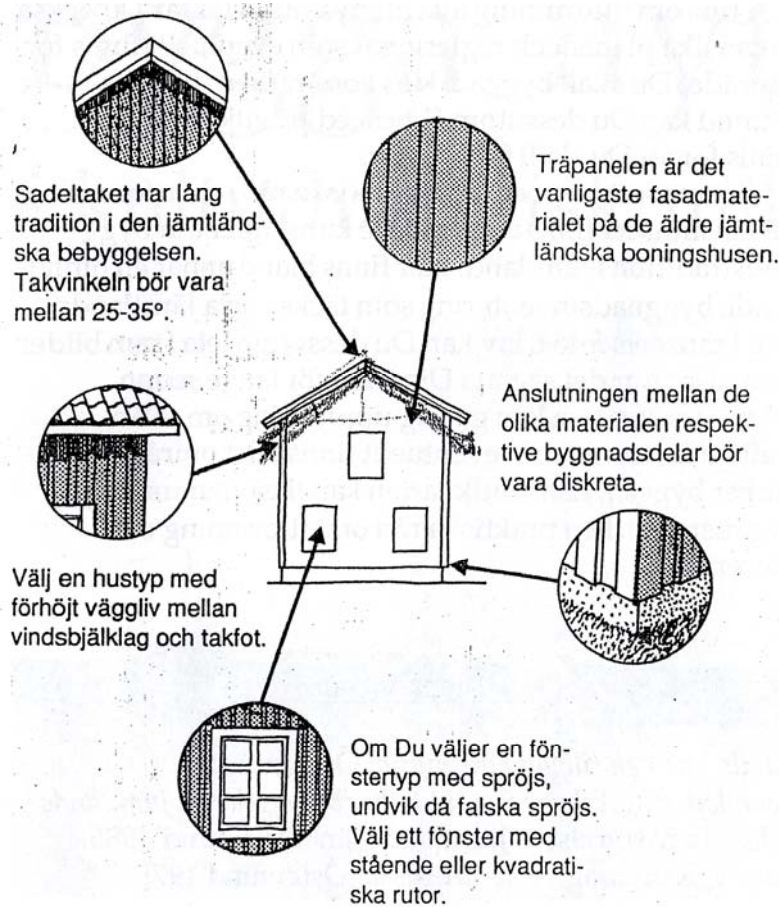 Sadeltaket har lång
tradition i den jämtländ-
ska bebyggelsen.
Takvinkeln bör vara
mellan 25-35°.
Träpanelen är det
vanligaste fasadmate-
rialet på de äldre jämt-
ländska boningshusen.
Anslutningen mellan de
olika materialen respek-
tive byggnadsdelar bör
vara diskreta.
Välj en hustyp med
förhöjt väggliv mellan
vindsbjälklag och takfot.
Om Du väljer en fön-
stertyp med spröjs,
undvik då falska spröjs.
Välj ett fönster med
stående eller kvadrati-
ska rutor.